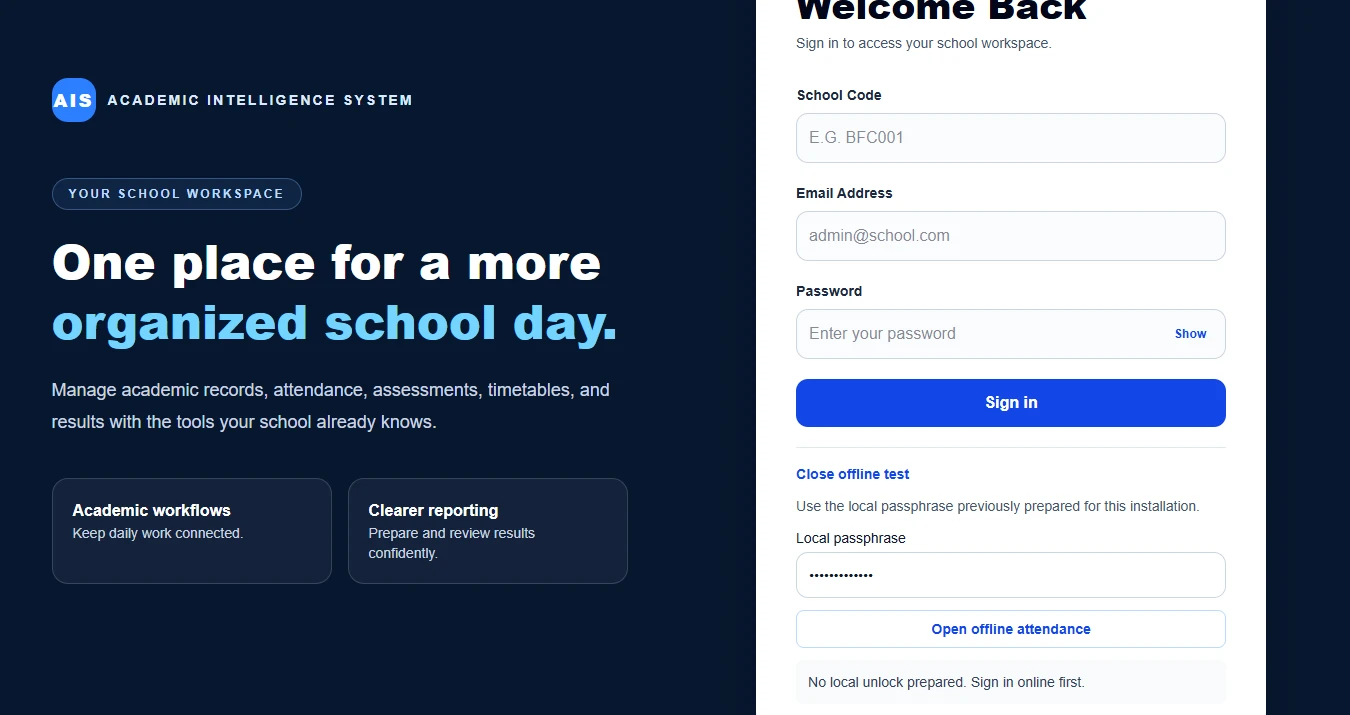 AIS ACADEMIC INTELLIGENCE SYSTEM
YOUR SCHOOL WORKSPACE
One place for a more
organized school day.
Manage academic records, attendance, assessments, timetables, and
results with the tools your school already knows.
Academic workflows
Keep daily work connected.
Clearer reporting
Prepare and review results
confidently.
Welcome Back
Sign in to access your school workspace.
School Code
E.G. BFC001
Email Address
admin@school.com
Password
Enter your password
Show
Sign in
Close offline test
Use the local passphrase previously prepared for this installation.
Local passphrase
•••••••••••••
Open offline attendance
No local unlock prepared. Sign in online first.